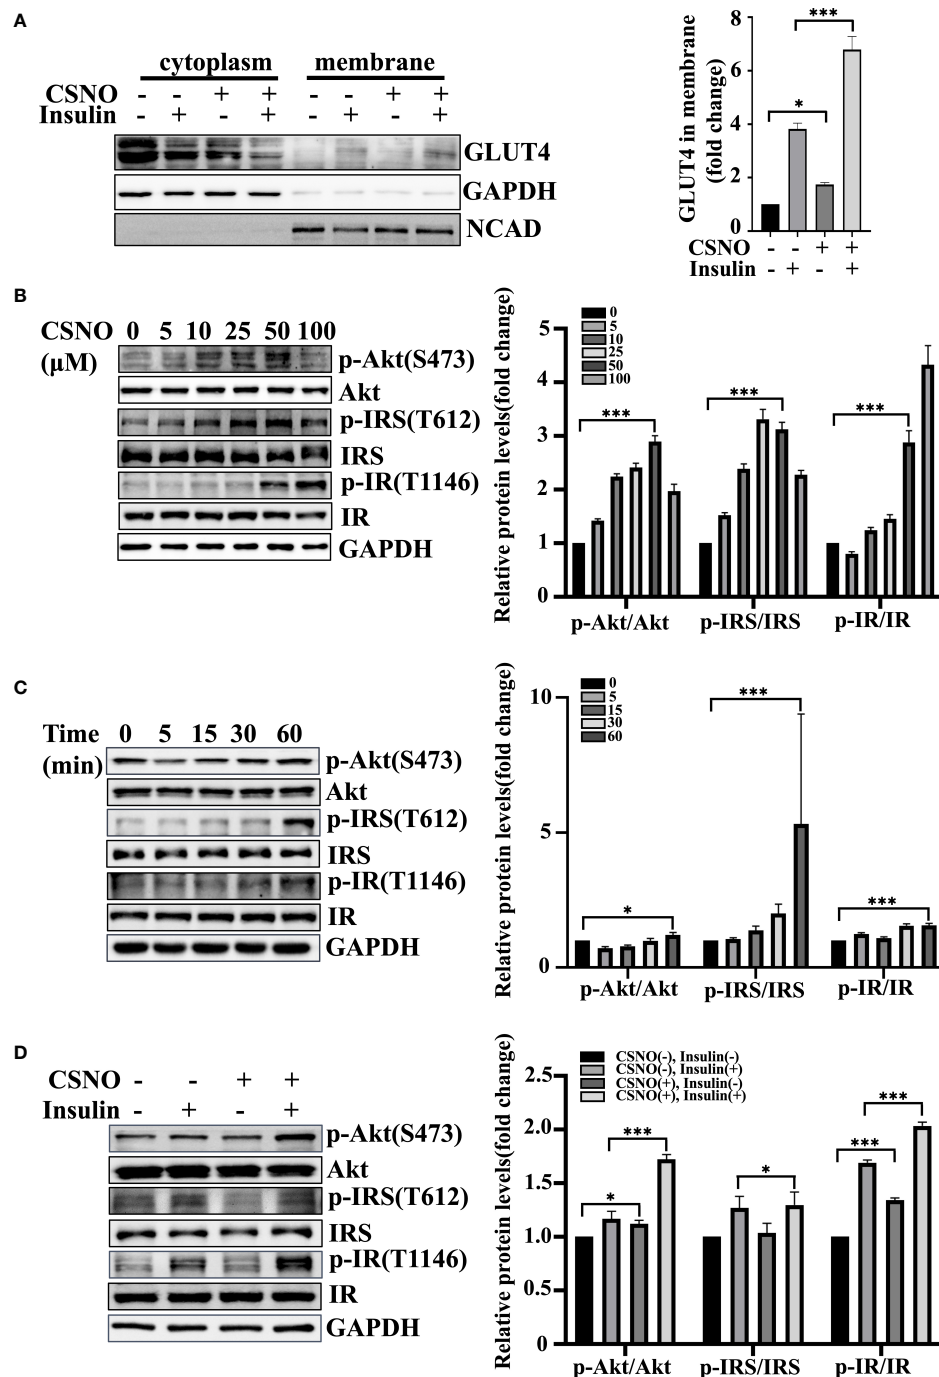 A
cytoplasm membrane
CSNO - - + + - - + +
Insulin - + - + - + - +
GLUT4
GAPDH
NCAD
GLUT4 in membrane
(fold change)
8
6
4
2
0
***
*
CSNO - - + +
Insulin - + - +
B
CSNO 0 5 10 25 50 100
(μM)
p-Akt(S473)
Akt
p-IRS(T612)
IRS
p-IR(T1146)
IR
GAPDH
Relative protein levels(fold change)
5
4
3
2
1
0
0
5
10
25
50
100
***
***
***
p-Akt/Akt p-IRS/IRS p-IR/IR
C
Time 0 5 15 30 60
(min)
p-Akt(S473)
Akt
p-IRS(T612)
IRS
p-IR(T1146)
IR
GAPDH
Relative protein levels(fold change)
10
5
0
0
5
15
30
60
*
***
***
p-Akt/Akt p-IRS/IRS p-IR/IR
D
CSNO - - + +
Insulin - + - +
p-Akt(S473)
Akt
p-IRS(T612)
IRS
p-IR(T1146)
IR
GAPDH
Relative protein levels(fold change)
2.5
2.0
1.5
1.0
0.5
0
CSNO(-), Insulin(-)
CSNO(-), Insulin(+)
CSNO(+), Insulin(-)
CSNO(+), Insulin(+)
*
***
*
***
***
p-Akt/Akt p-IRS/IRS p-IR/IR